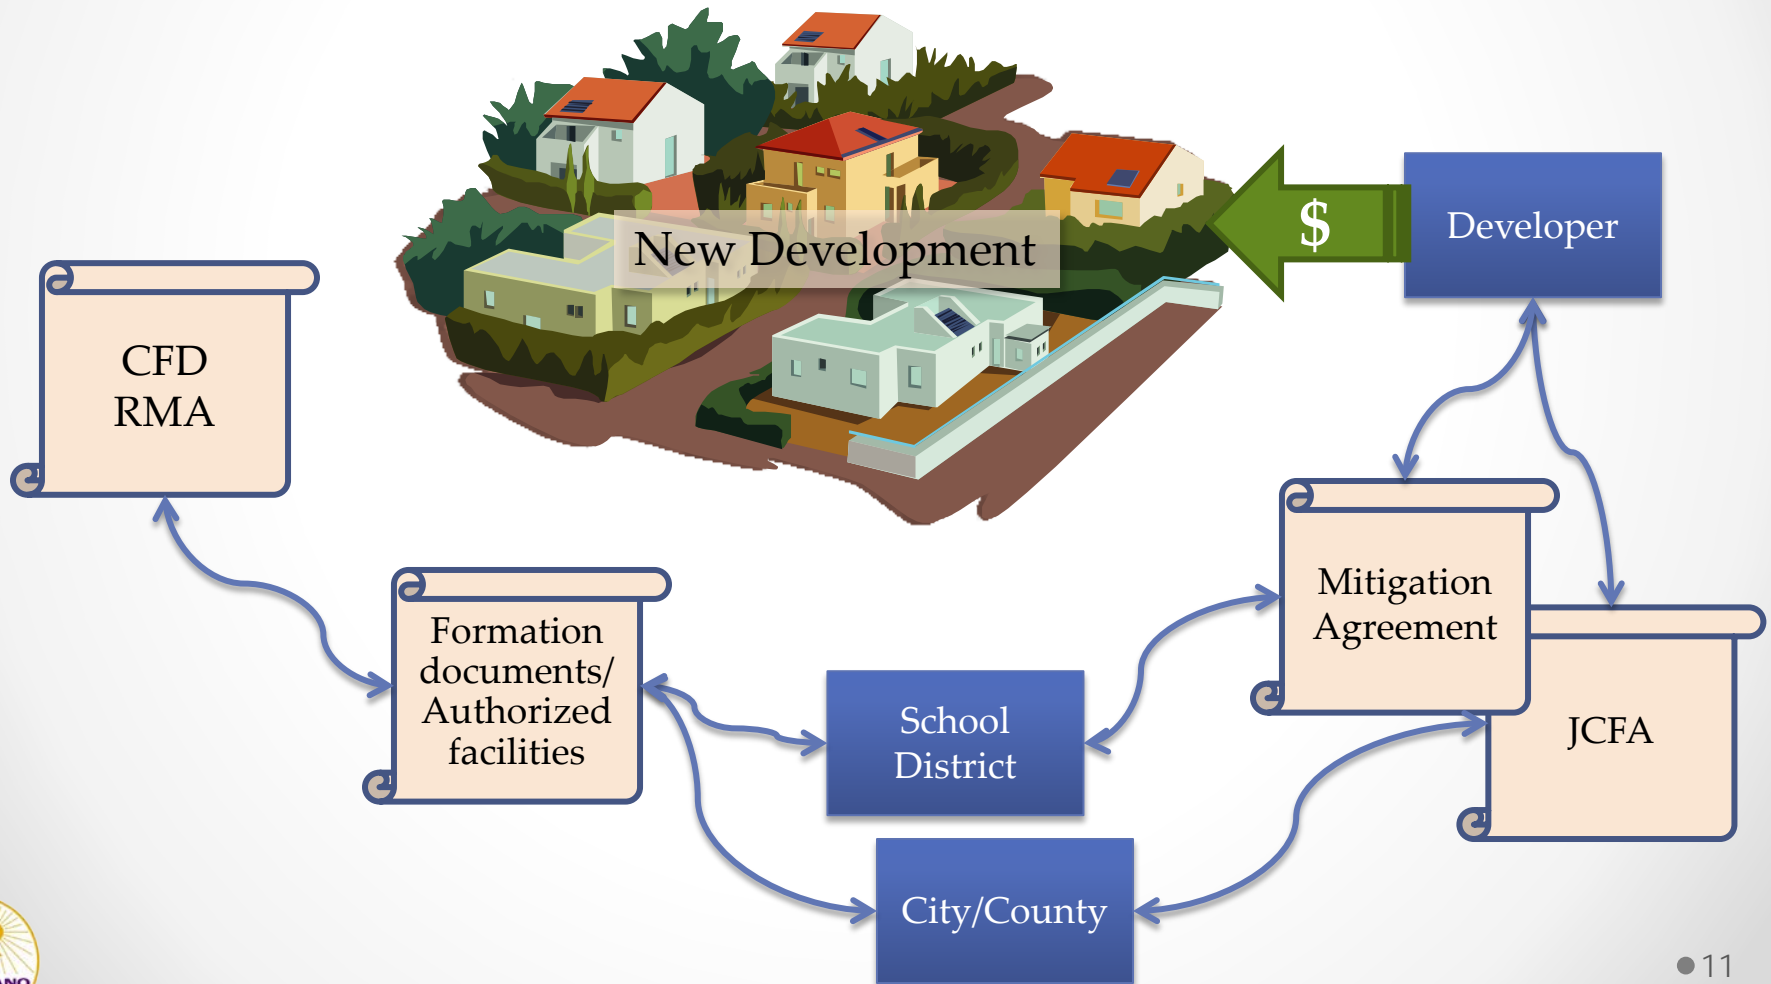 New Development
$
Developer
CFD
RMA
Mitigation
Agreement
Formation
documents/
Authorized
facilities
School
District
JCFA
City/County
11